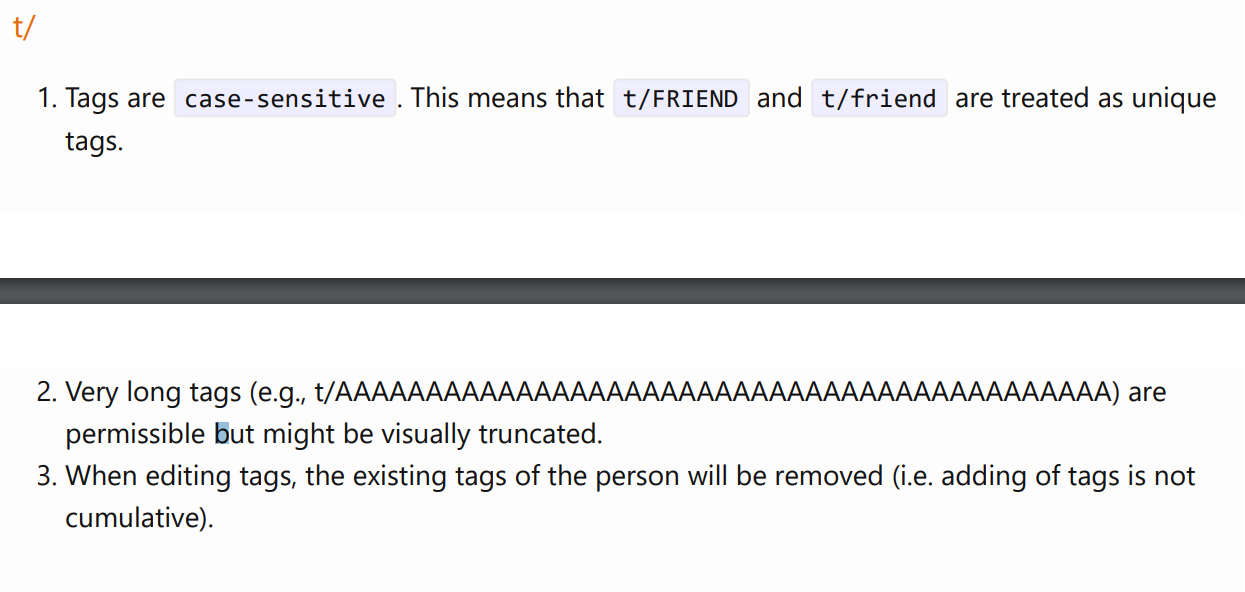 t/
1. Tags are case-sensitive. This means that t/FRIEND and t/friend are treated as unique
tags.
2. Very long tags (e.g., t/AAAAAAAAAAAAAAAAAAAAAAAAAAAAAAAAAAAAAAAAAAA) are
permissible but might be visually truncated.
3. When editing tags, the existing tags of the person will be removed (i.e. adding of tags is not
cumulative).